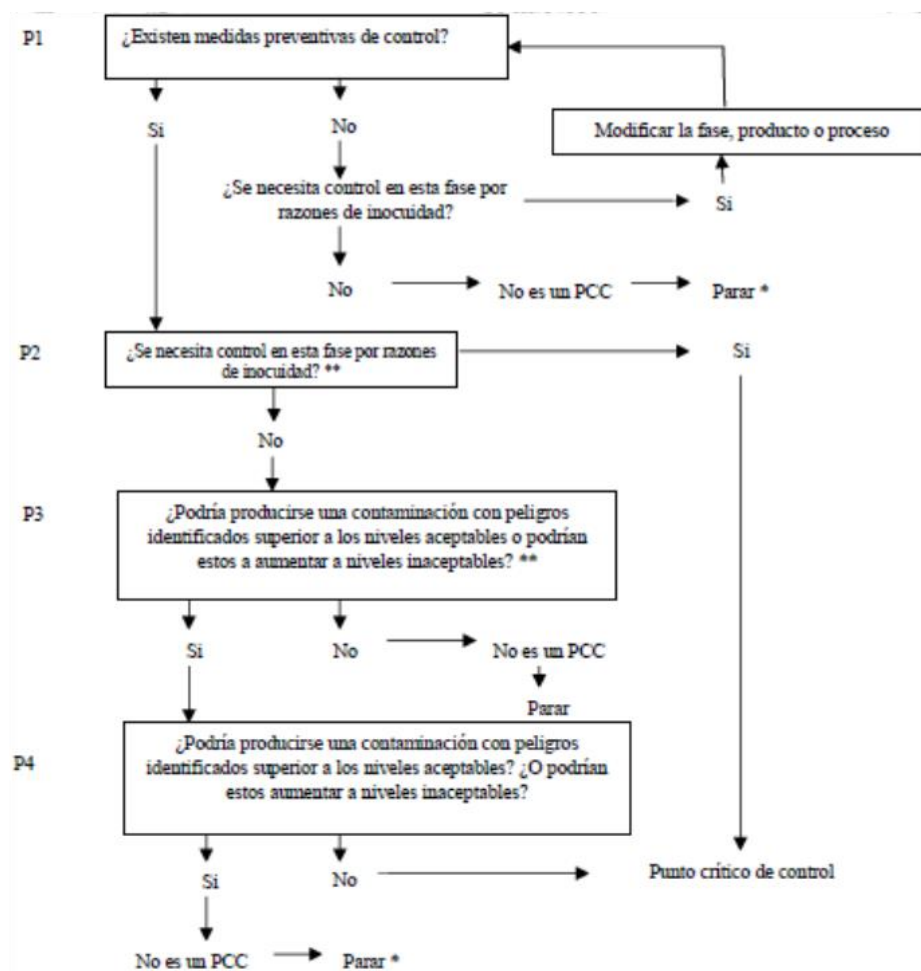 P1
¿Existen medidas preventivas de control?
Modificar la fase, producto o proceso
Si
No
¿Se necesita control en esta fase por
razones de inocuidad?
Si
No
No es un PCC
Parar *
P2
¿Se necesita control en esta fase por razones
de inocuidad? **
Si
No
P3
¿Podría producirse una contaminación con peligros
identificados superior a los niveles aceptables o podrían
estos a aumentar a niveles inaceptables? **
Si
No
No es un PCC
Parar
P4
¿Podría producirse una contaminación con peligros
identificados superior a los niveles aceptables? ¿O podrían
estos aumentar a niveles inaceptables?
Si
No
Punto crítico de control
No es un PCC
Parar *